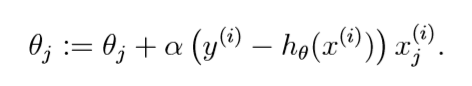 θ_j := θ_j + α (y^{(i)} − h_θ(x^{(i)})) x_j^{(i)}.